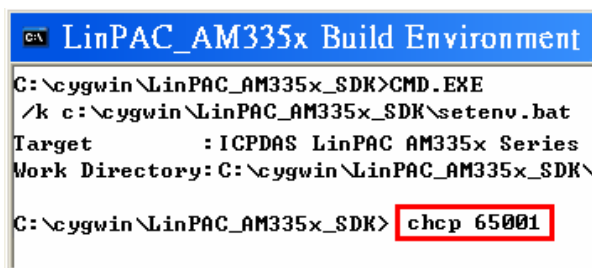 LinPAC_AM335x Build Environment
C:\cygwin\LinPAC_AM335x_SDK>CMD.EXE
/k c:\cygwin\LinPAC_AM335x_SDK\setenv.bat
Target :ICPDAS LinPAC AM335x Series
Work Directory:C:\cygwin\LinPAC_AM335x_SDK\
C:\cygwin\LinPAC_AM335x_SDK> chcp 65001